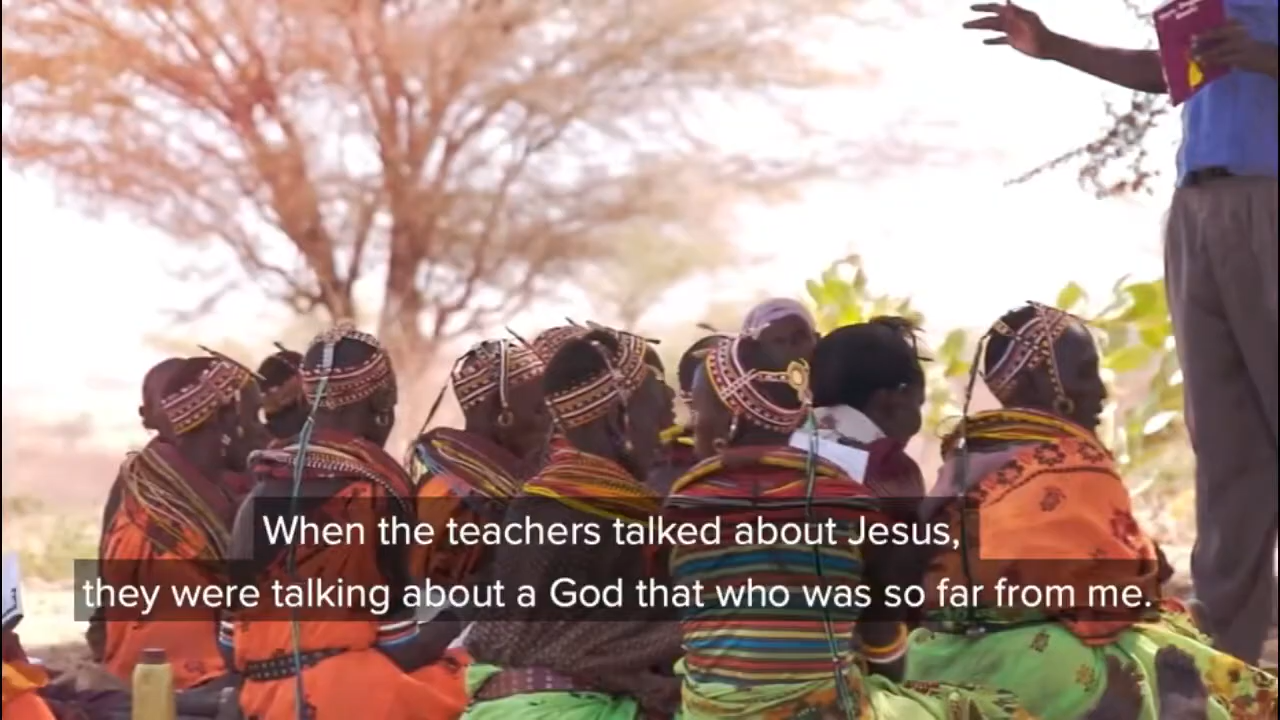 When the teachers talked about Jesus,
they were talking about a God that who was so far from me.